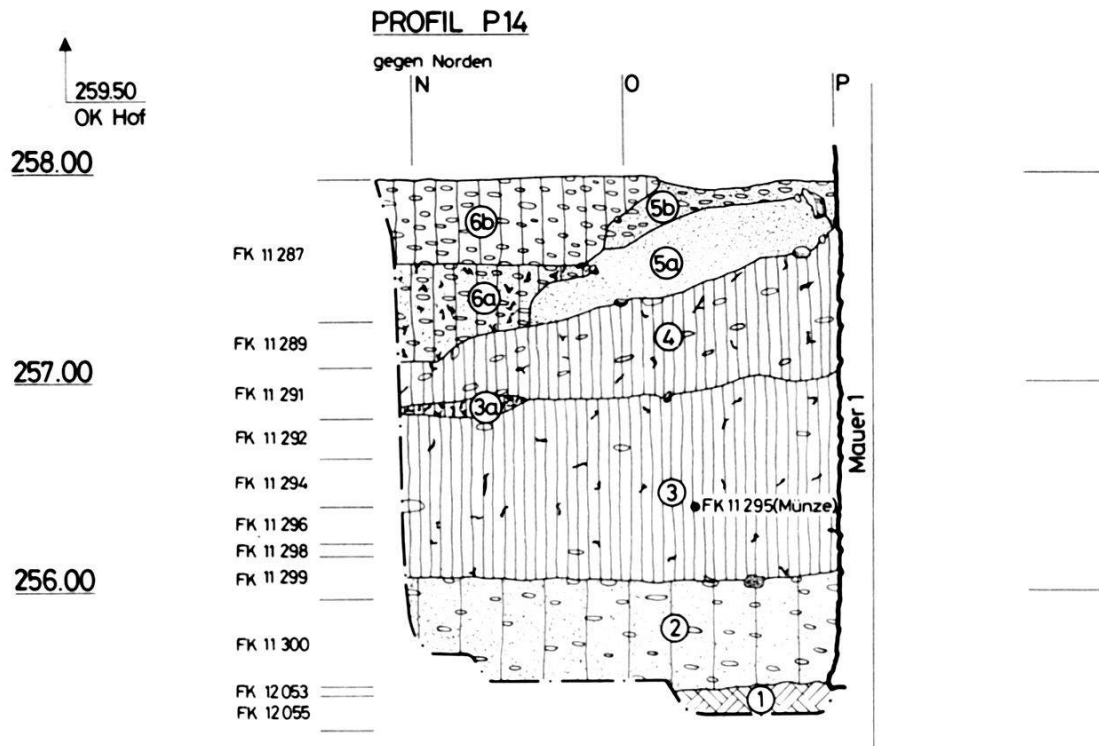 PROFIL P14
gegen Norden
N O P
259.50
OK Hof
258.00
6b
5b
FK 11 287
5a
6a
4
FK 11 289
257.00
FK 11 291
3a
FK 11 292
Mauer 1
FK 11 294
3
FK 11 295 (Münze)
FK 11 296
FK 11 298
256.00
FK 11 299
2
FK 11 300
FK 12 053
1
FK 12 055